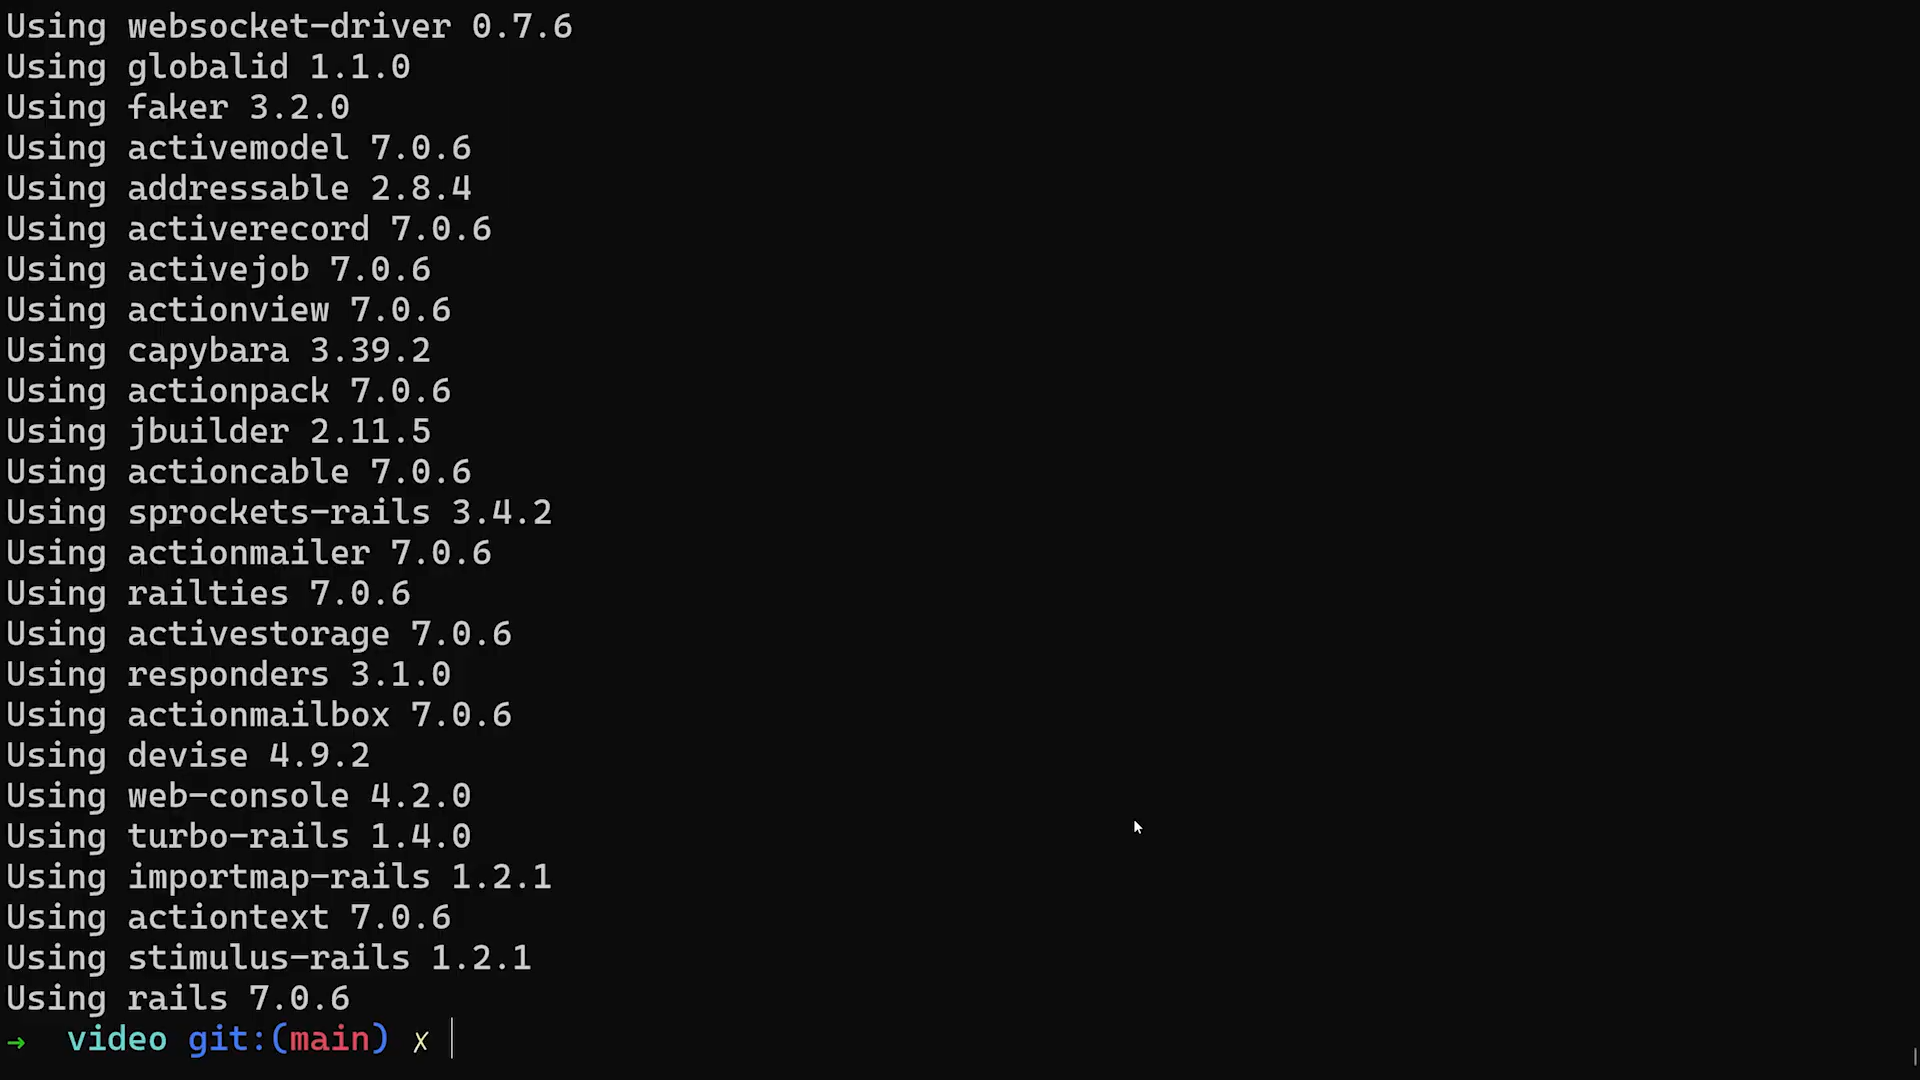 Using websocket-driver 0.7.6
Using globalid 1.1.0
Using faker 3.2.0
Using activemodel 7.0.6
Using addressable 2.8.4
Using activerecord 7.0.6
Using activejob 7.0.6
Using actionview 7.0.6
Using capybara 3.39.2
Using actionpack 7.0.6
Using jbuilder 2.11.5
Using actioncable 7.0.6
Using sprockets-rails 3.4.2
Using actionmailer 7.0.6
Using railties 7.0.6
Using activestorage 7.0.6
Using responders 3.1.0
Using actionmailbox 7.0.6
Using devise 4.9.2
Using web-console 4.2.0
Using turbo-rails 1.4.0
Using importmap-rails 1.2.1
Using actiontext 7.0.6
Using stimulus-rails 1.2.1
Using rails 7.0.6
→ video git:(main) ✗